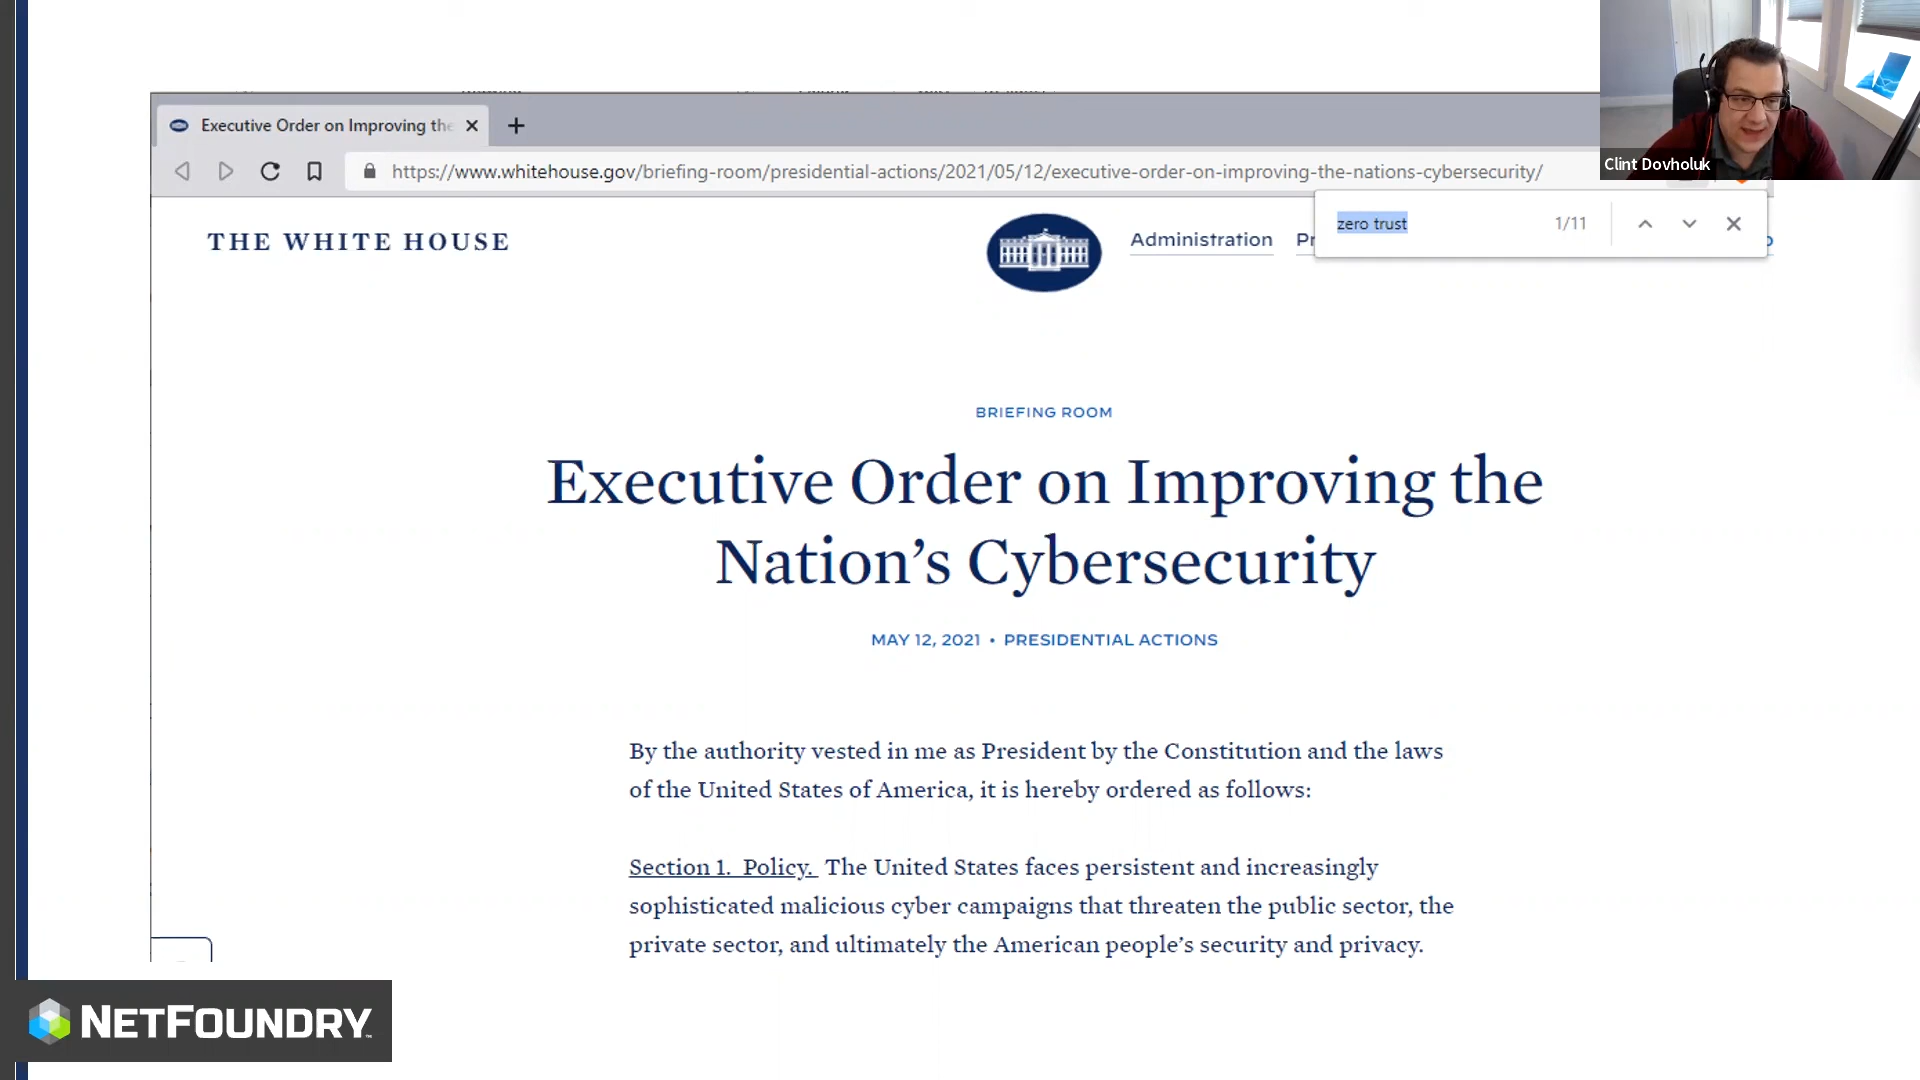 Executive Order on Improving the
https://www.whitehouse.gov/briefing-room/presidential-actions/2021/05/12/executive-order-on-improving-the-nations-cybersecurity/
Clint Dovholuk
zero trust 1/11
THE WHITE HOUSE
Administration Pr
BRIEFING ROOM
Executive Order on Improving the
Nation’s Cybersecurity
MAY 12, 2021 • PRESIDENTIAL ACTIONS
By the authority vested in me as President by the Constitution and the laws
of the United States of America, it is hereby ordered as follows:
Section 1. Policy. The United States faces persistent and increasingly
sophisticated malicious cyber campaigns that threaten the public sector, the
private sector, and ultimately the American people’s security and privacy.
NETFOUNDRY